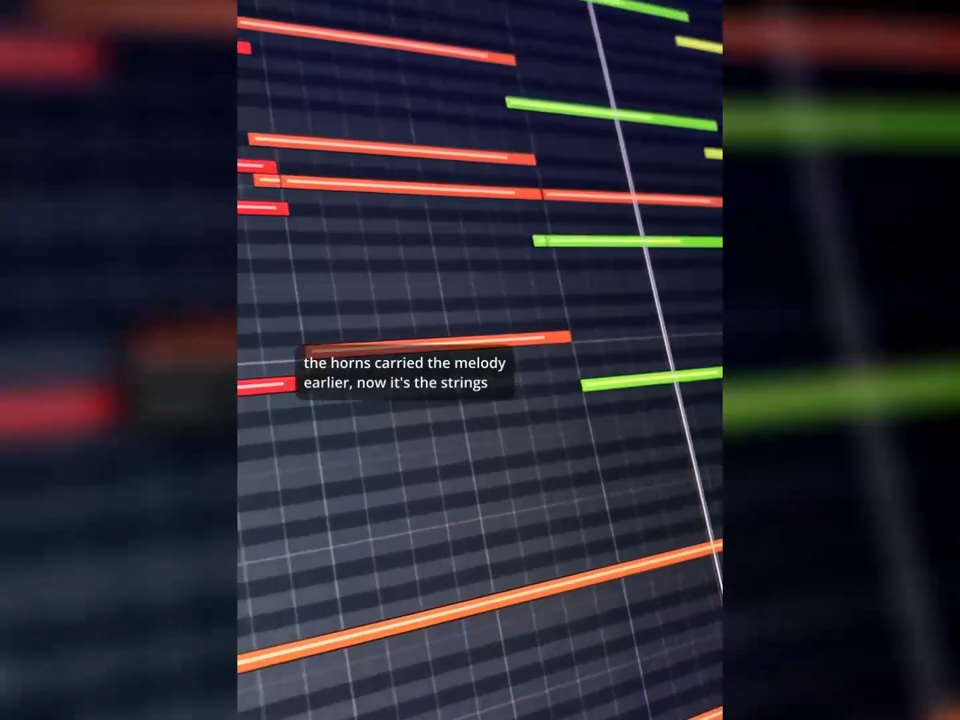 the horns carried the melody
earlier, now it's the strings